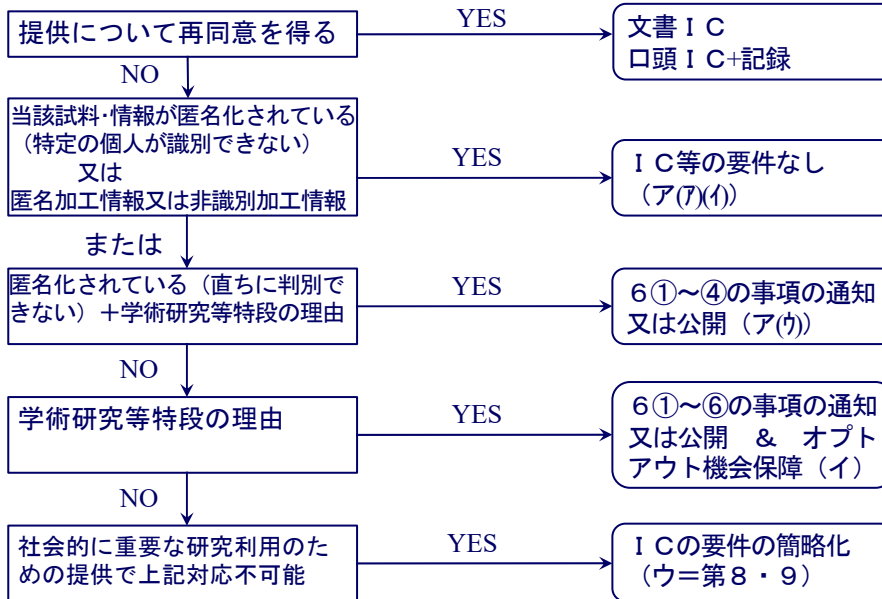 提供について再同意を得る
YES
文書ＩＣ
口頭ＩＣ+記録
NO
当該試料･情報が匿名化されている
（特定の個人が識別できない）
又は
匿名加工情報又は非識別加工情報
YES
ＩＣ等の要件なし
（ア(ｱ)(ｲ)）
または
匿名化されている（直ちに判別で
きない）＋学術研究等特段の理由
YES
６①～④の事項の通知
又は公開（ア(ｳ)）
NO
学術研究等特段の理由
YES
６①～⑥の事項の通知
又は公開　＆　オプト
アウト機会保障（イ）
NO
社会的に重要な研究利用のた
めの提供で上記対応不可能
YES
ＩＣの要件の簡略化
（ウ＝第８・９）